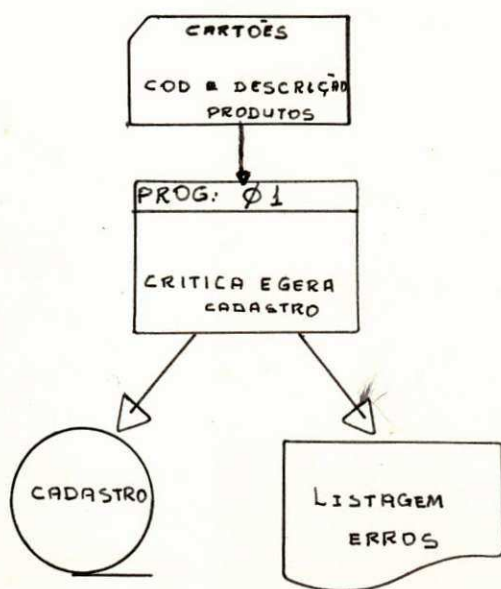 CARTÕES
COD E DESCRIÇÃO
PRODUTOS
PROG: Ø1
CRITICA E GERA
CADASTRO
CADASTRO
LISTAGEM
ERROS